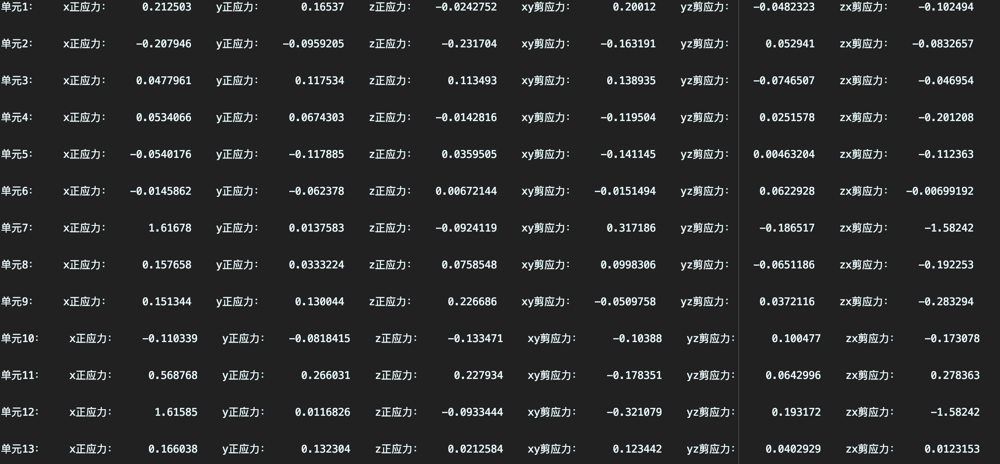 单元1: x正应力: 0.212503 y正应力: 0.16537 z正应力: -0.0242752 xy剪应力: 0.20012 yz剪应力: -0.0482323 zx剪应力: -0.102494
单元2: x正应力: -0.207946 y正应力: -0.0959205 z正应力: -0.231704 xy剪应力: -0.163191 yz剪应力: 0.052941 zx剪应力: -0.0832657
单元3: x正应力: 0.0477961 y正应力: 0.117534 z正应力: 0.113493 xy剪应力: 0.138935 yz剪应力: -0.0746507 zx剪应力: -0.046954
单元4: x正应力: 0.0534066 y正应力: 0.0674303 z正应力: -0.0142816 xy剪应力: -0.119504 yz剪应力: 0.0251578 zx剪应力: -0.201208
单元5: x正应力: -0.0540176 y正应力: -0.117885 z正应力: 0.0359505 xy剪应力: -0.141145 yz剪应力: 0.00463204 zx剪应力: -0.112363
单元6: x正应力: -0.0145862 y正应力: -0.062378 z正应力: 0.00672144 xy剪应力: -0.0151494 yz剪应力: 0.0622928 zx剪应力: -0.00699192
单元7: x正应力: 1.61678 y正应力: 0.0137583 z正应力: -0.0924119 xy剪应力: 0.317186 yz剪应力: -0.186517 zx剪应力: -1.58242
单元8: x正应力: 0.157658 y正应力: 0.0333224 z正应力: 0.0758548 xy剪应力: 0.0998306 yz剪应力: -0.0651186 zx剪应力: -0.192253
单元9: x正应力: 0.151344 y正应力: 0.130044 z正应力: 0.226686 xy剪应力: -0.0509758 yz剪应力: 0.0372116 zx剪应力: -0.283294
单元10: x正应力: -0.110339 y正应力: -0.0818415 z正应力: -0.133471 xy剪应力: -0.10388 yz剪应力: 0.100477 zx剪应力: -0.173078
单元11: x正应力: 0.568768 y正应力: 0.266031 z正应力: 0.227934 xy剪应力: -0.178351 yz剪应力: 0.0642996 zx剪应力: 0.278363
单元12: x正应力: 1.61585 y正应力: 0.0116826 z正应力: -0.0933444 xy剪应力: -0.321079 yz剪应力: 0.193172 zx剪应力: -1.58242
单元13: x正应力: 0.166038 y正应力: 0.132304 z正应力: 0.0212584 xy剪应力: 0.123442 yz剪应力: 0.0402929 zx剪应力: 0.0123153